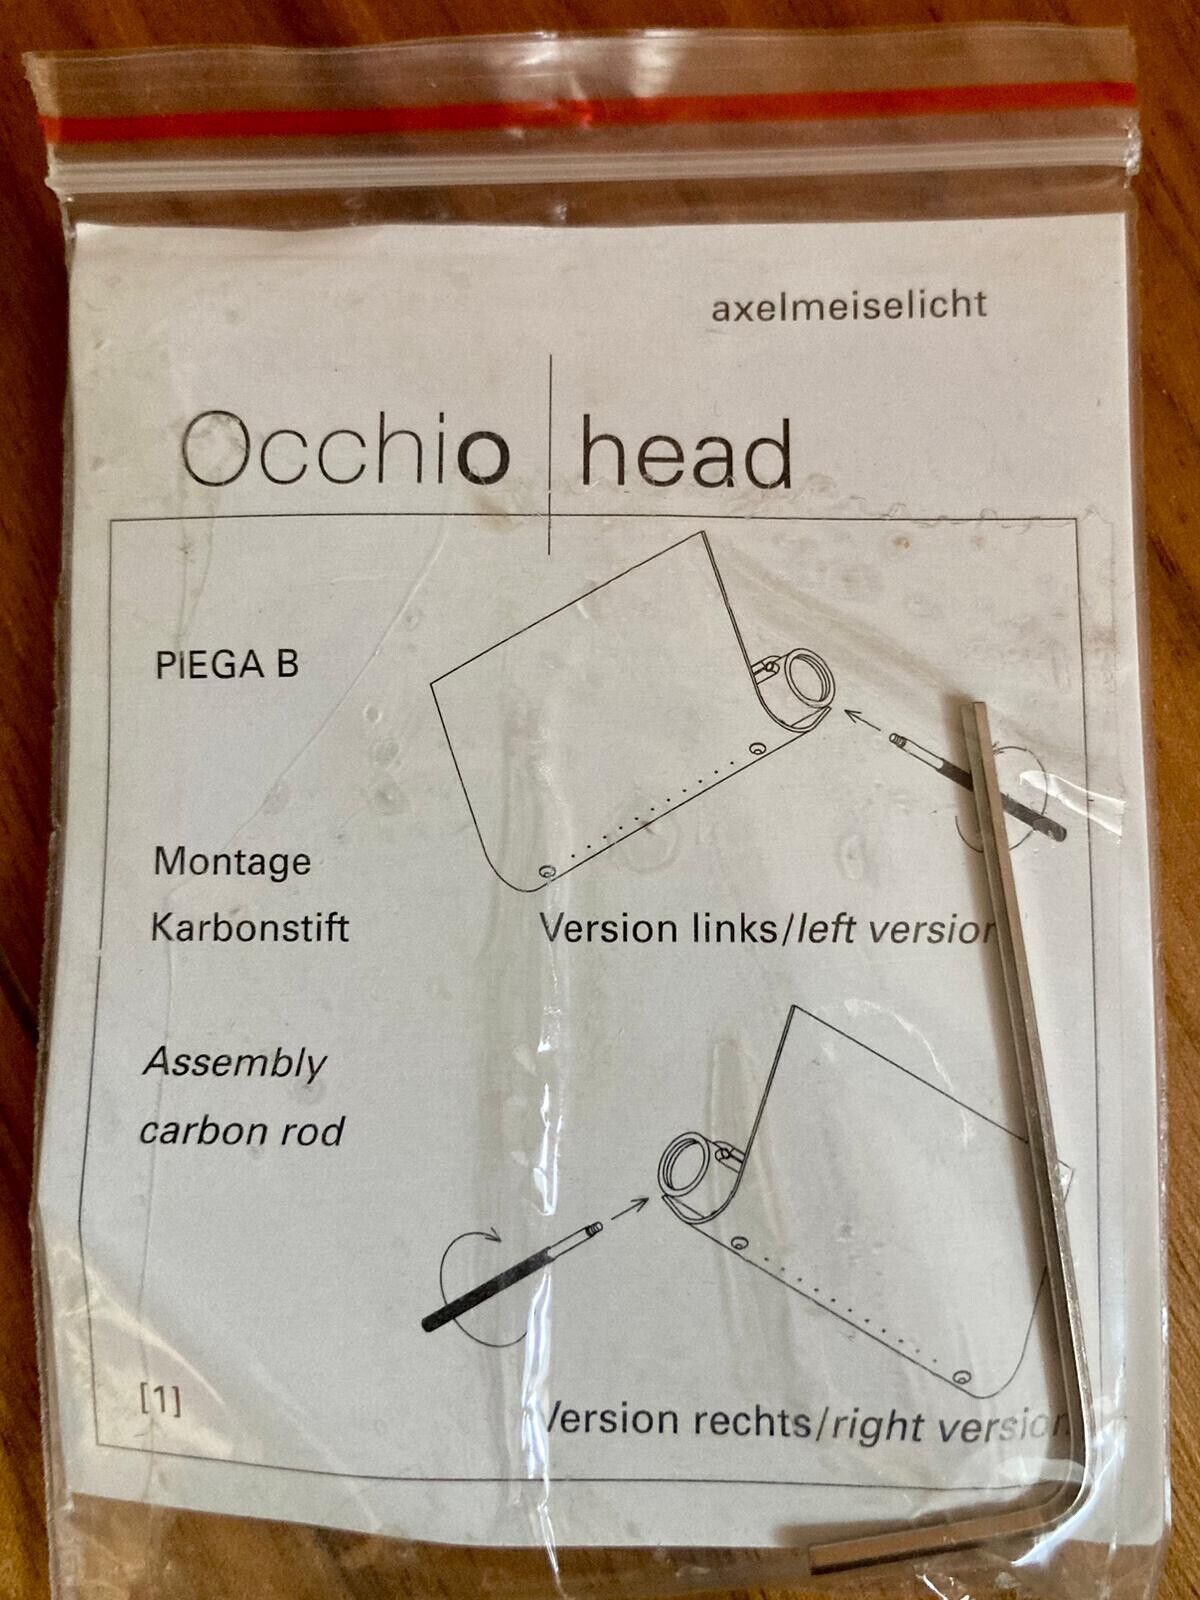 axelmeiselicht
Occhio head
PIEGA B
Montage
Karbonstift
Version links/left version
Assembly
carbon rod
[1]
Version rechts/right version